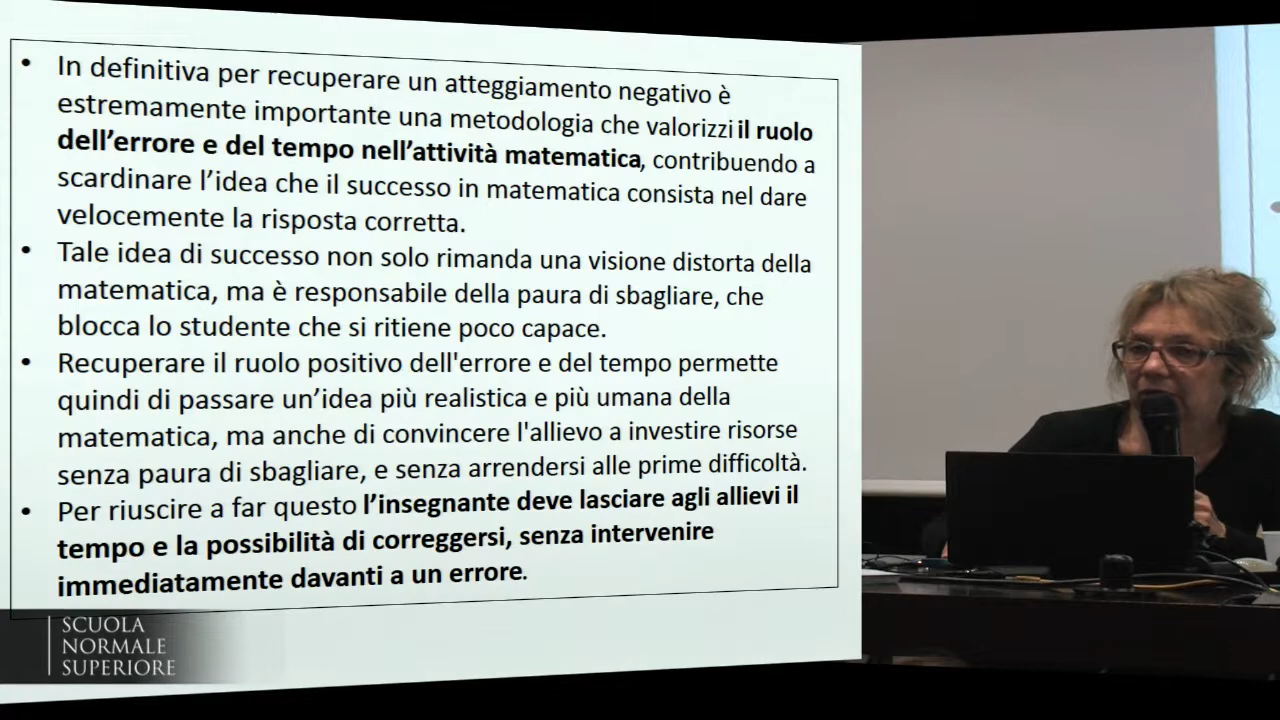 • In definitiva per recuperare un atteggiamento negativo è
estremamente importante una metodologia che valorizzi il ruolo
dell’errore e del tempo nell’attività matematica, contribuendo a
scardinare l’idea che il successo in matematica consista nel dare
velocemente la risposta corretta.
• Tale idea di successo non solo rimanda una visione distorta della
matematica, ma è responsabile della paura di sbagliare, che
blocca lo studente che si ritiene poco capace.
• Recuperare il ruolo positivo dell'errore e del tempo permette
quindi di passare un’idea più realistica e più umana della
matematica, ma anche di convincere l'allievo a investire risorse
senza paura di sbagliare, e senza arrendersi alle prime difficoltà.
• Per riuscire a far questo l’insegnante deve lasciare agli allievi il
tempo e la possibilità di correggersi, senza intervenire
immediatamente davanti a un errore.
SCUOLA
NORMALE
SUPERIORE